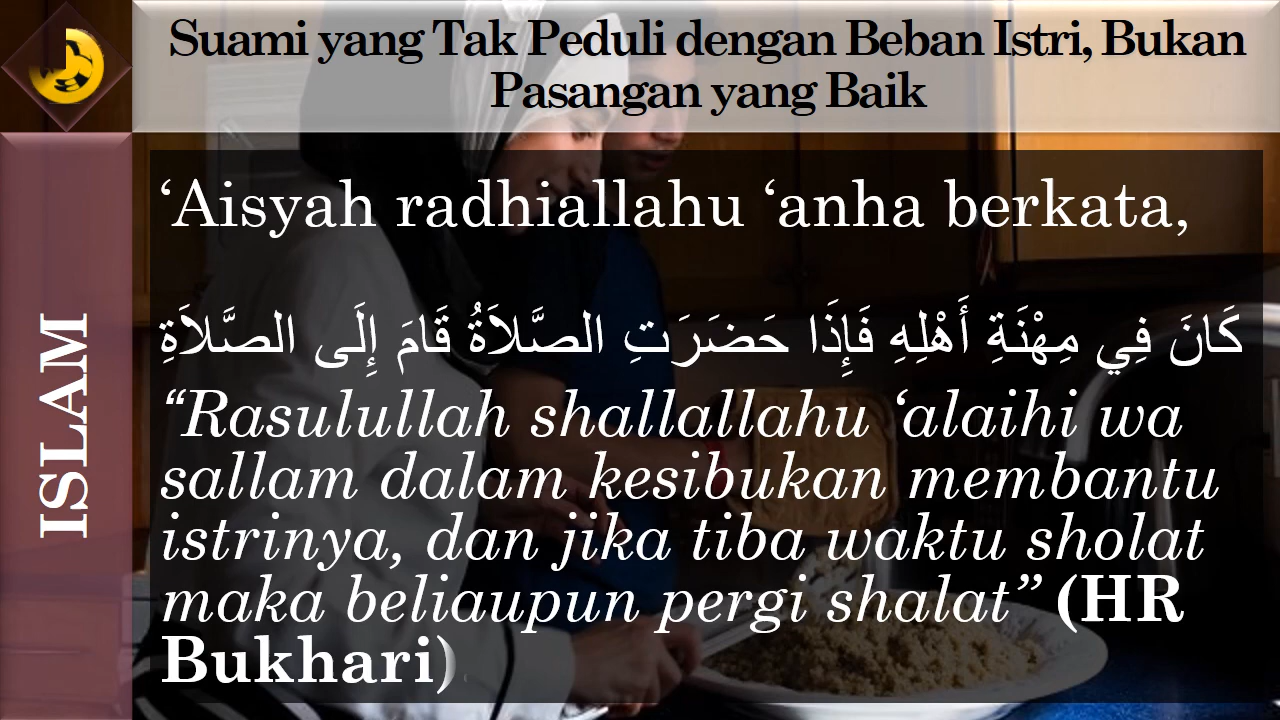 Suami yang Tak Peduli dengan Beban Istri, Bukan
Pasangan yang Baik
ISLAM
‘Aisyah radhiallahu ‘anha berkata,
كَانَ فِي مِهْنَةِ أَهْلِهِ فَإِذَا حَضَرَتِ الصَّلاَةُ قَامَ إِلَى الصَّلاَةِ
“Rasulullah shallallahu ‘alaihi wa
sallam dalam kesibukan membantu
istrinya, dan jika tiba waktu sholat
maka beliaupun pergi shalat” (HR
Bukhari)